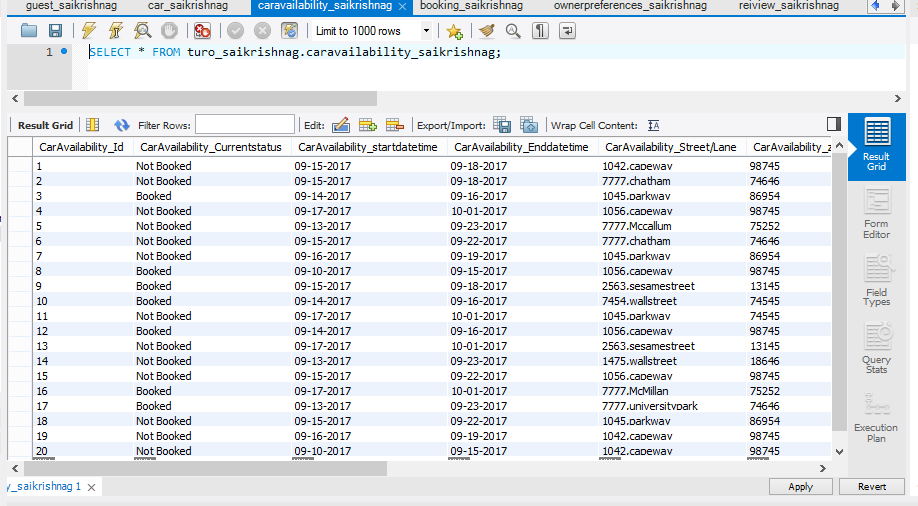 guest_saikrishnag car_saikrishnag caravailability_saikrishnag booking_saikrishnag ownerpreferences_saikrishnag reiview_saikrishnag
Limit to 1000 rows
1 SELECT * FROM turo_saikrishnag.caravailability_saikrishnag;
Result Grid Filter Rows: Edit: Export/Import: Wrap Cell Content:
CarAvailability_Id CarAvailability_Currentstatus CarAvailability_startdatetime CarAvailability_Enddatetime CarAvailability_Street/Lane CarAvailability_z
1 Not Booked 09-15-2017 09-18-2017 1042.capeway 98745
2 Not Booked 09-15-2017 09-18-2017 7777.chatham 74646
3 Booked 09-14-2017 09-16-2017 1045.parkway 86954
4 Not Booked 09-17-2017 10-01-2017 1056.capeway 98745
5 Not Booked 09-13-2017 09-23-2017 7777.Mccallum 75252
6 Not Booked 09-15-2017 09-22-2017 7777.chatham 74646
7 Not Booked 09-16-2017 09-19-2017 1045.parkway 86954
8 Booked 09-10-2017 09-15-2017 1056.capeway 98745
9 Booked 09-15-2017 09-18-2017 2563.sesamestreet 13145
10 Booked 09-14-2017 09-16-2017 7454.wallstreet 74545
11 Not Booked 09-17-2017 10-01-2017 1045.parkway 74545
12 Booked 09-14-2017 09-16-2017 1056.capeway 98745
13 Not Booked 09-17-2017 10-01-2017 2563.sesamestreet 13145
14 Not Booked 09-13-2017 09-23-2017 1475.wallstreet 18646
15 Not Booked 09-15-2017 09-22-2017 1056.capeway 98745
16 Booked 09-17-2017 10-01-2017 7777.McMillan 75252
17 Booked 09-13-2017 09-23-2017 7777.universitypark 74646
18 Not Booked 09-15-2017 09-22-2017 1045.parkway 86954
19 Not Booked 09-16-2017 09-19-2017 1042.capeway 98745
20 Not Booked 09-10-2017 09-15-2017 1042.capeway 98745
Result
Grid
Form
Editor
Field
Types
Query
Stats
Execution
Plan
y_saikrishnag 1
Apply Revert